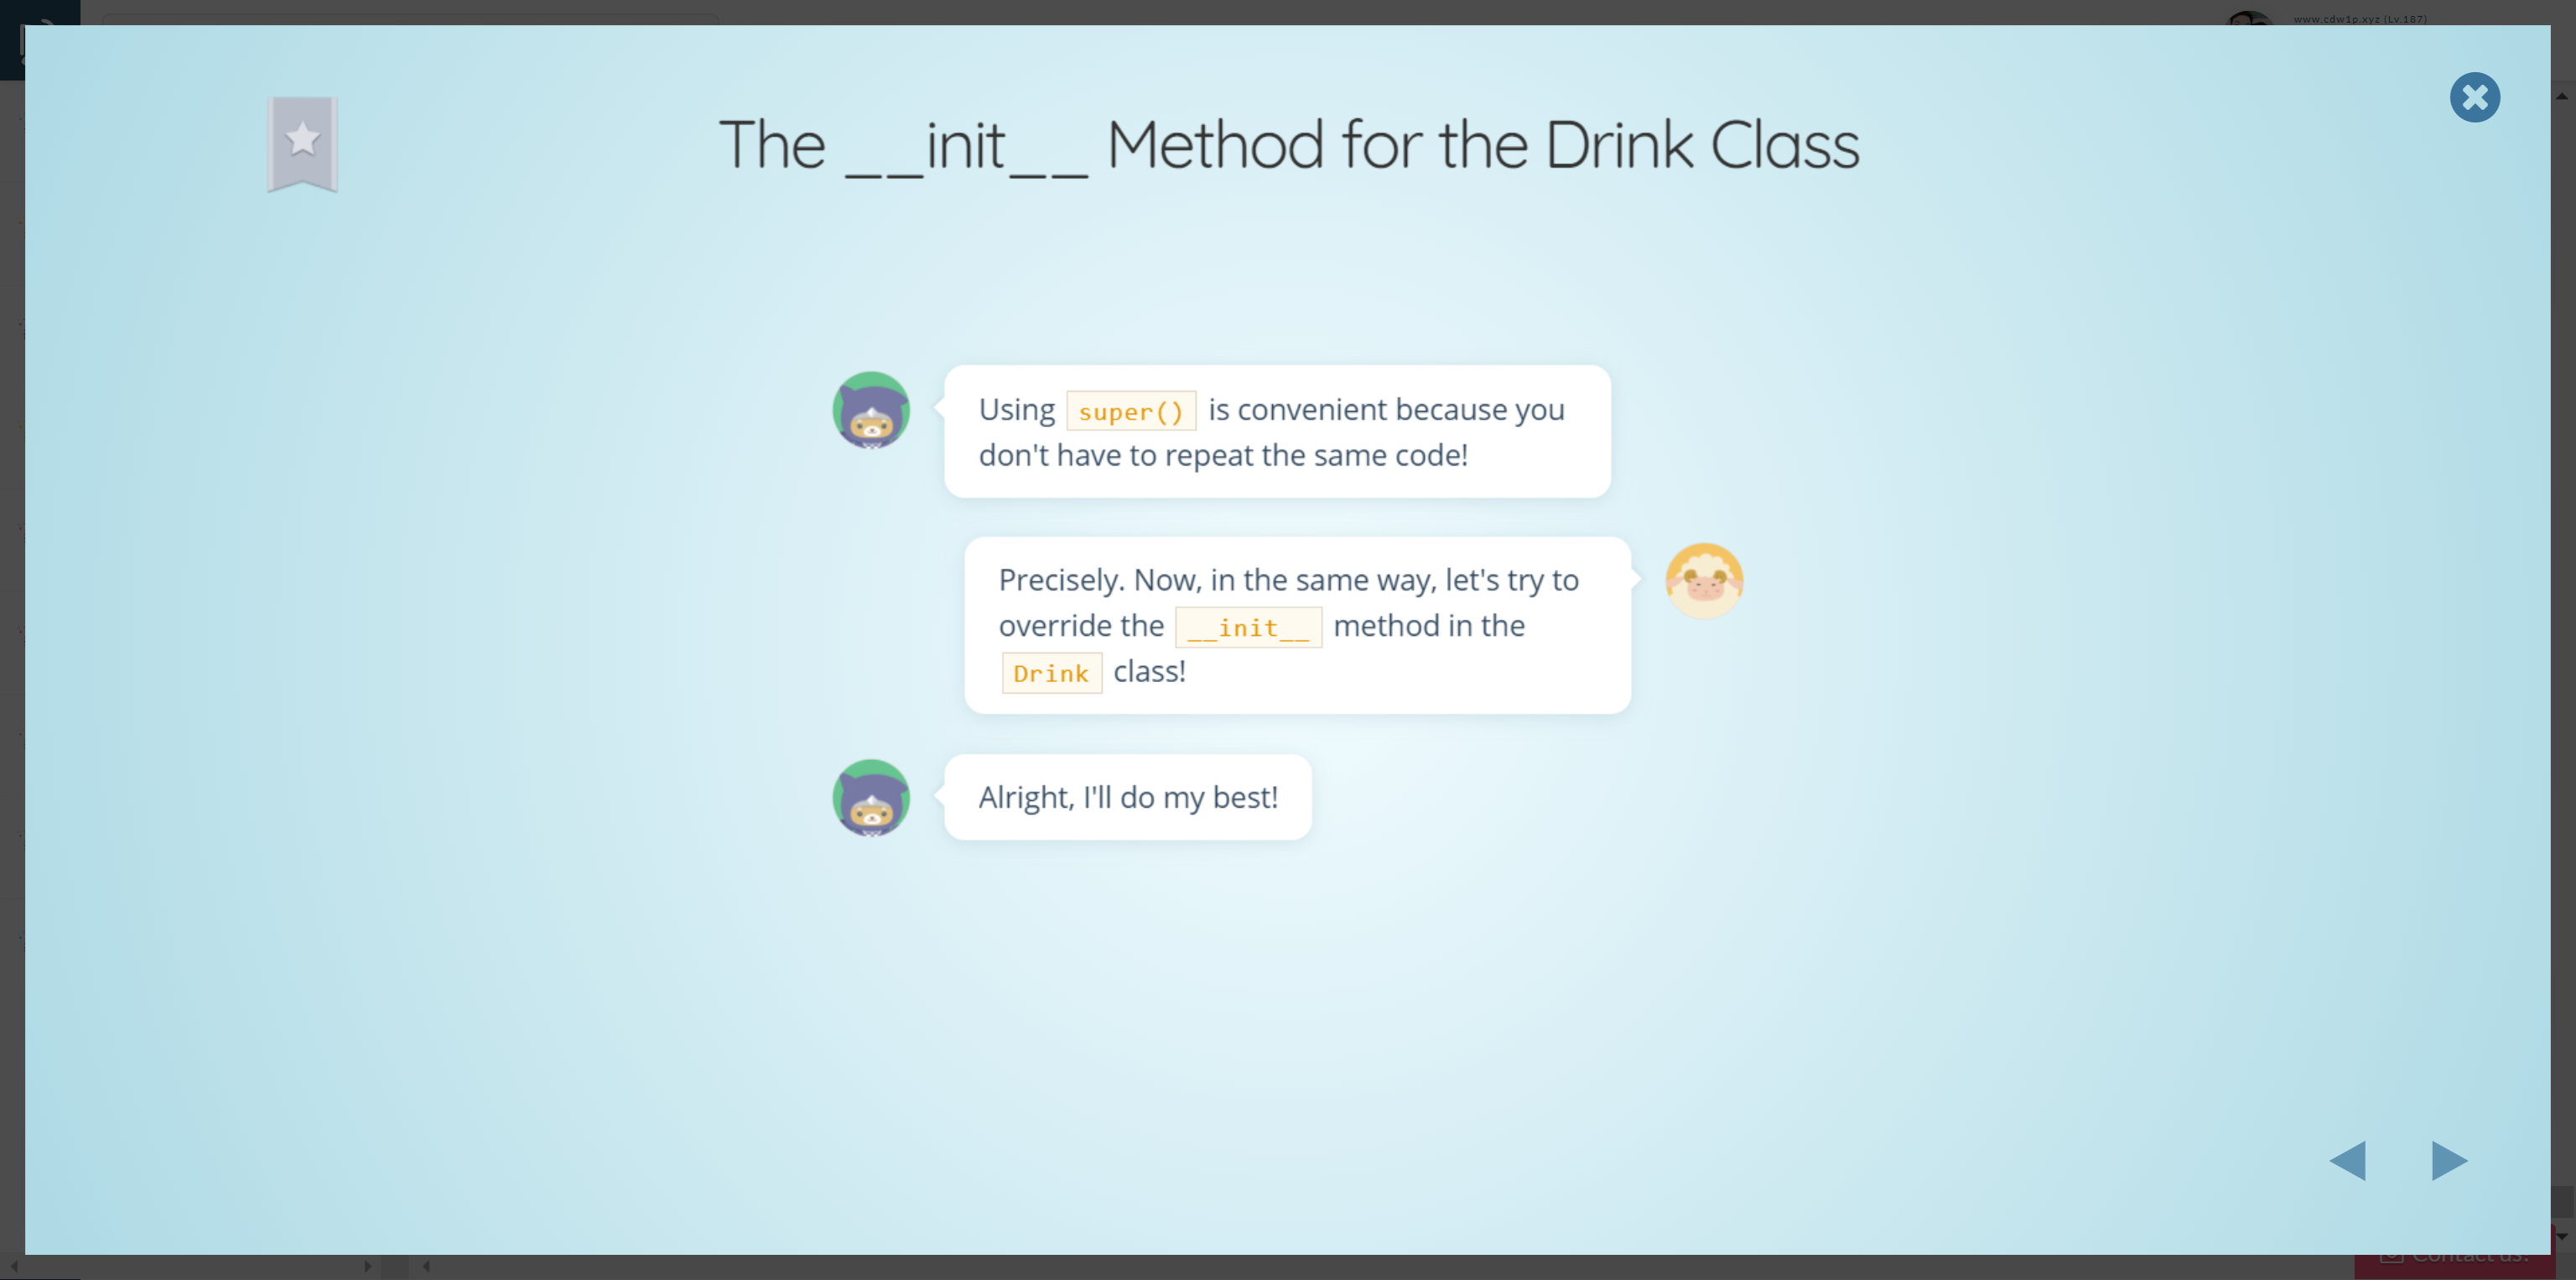 www.cdw1p.xyz (Lv.187)
The __init__ Method for the Drink Class
Using super() is convenient because you
don't have to repeat the same code!
Precisely. Now, in the same way, let's try to
override the __init__ method in the
Drink class!
Alright, I'll do my best!
Contact us!